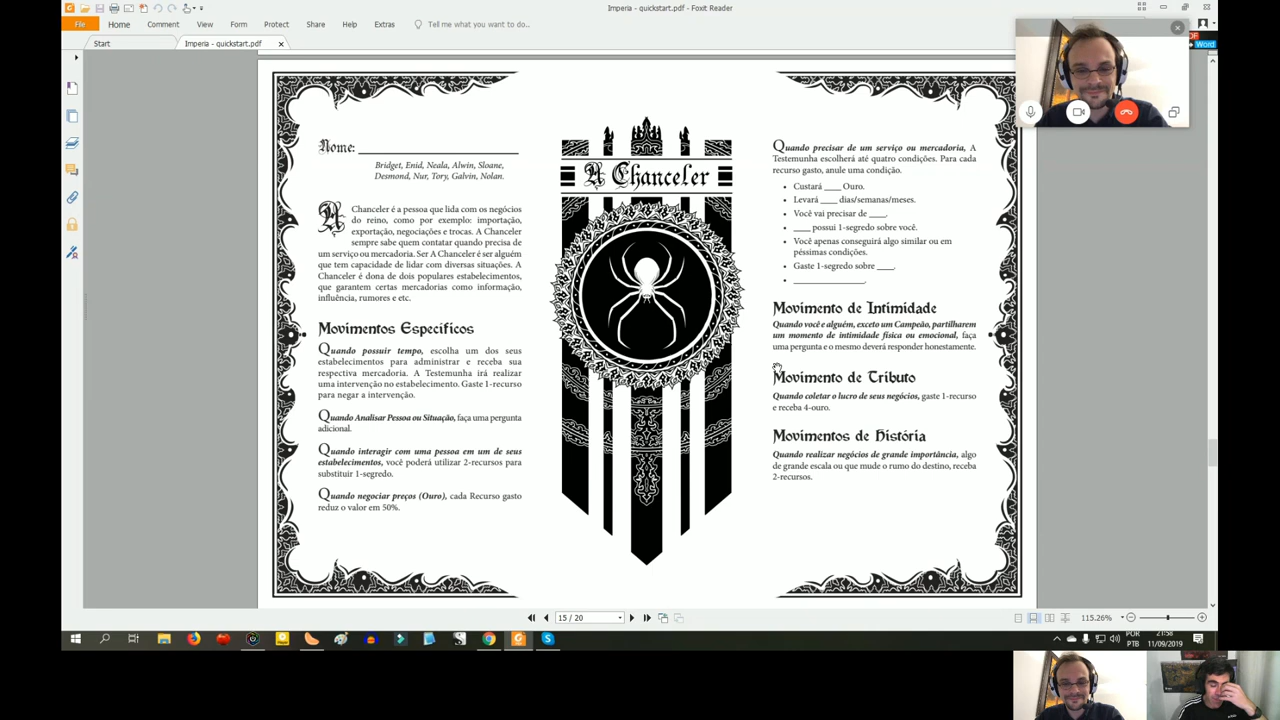 Imperia - quickstart.pdf - Foxit Reader
File Home Comment View Form Protect Share Help Extras Tell me what you want to do...
Start Imperia - quickstart.pdf
Word
Nome:
Bridget, Enid, Neala, Alwin, Sloane,
Desmond, Nur, Tory, Galvin, Nolan.
A Chanceler é a pessoa que lida com os negócios
do reino, como por exemplo: importação,
exportação, negociações e trocas. A Chanceler
sempre sabe quem contatar quando precisa de
um serviço ou mercadoria. Ser A Chanceler é ser alguém
que tem capacidade de lidar com diversas situações. A
Chanceler é dona de dois populares estabelecimentos,
que garantem certas mercadorias como informação,
influência, rumores e etc.
Movimentos Específicos
Quando possuir tempo, escolha um dos seus
estabelecimentos para administrar e receba sua
respectiva mercadoria. A Testemunha irá realizar
uma intervenção no estabelecimento. Gaste 1-recurso
para negar a intervenção.
Quando Analisar Pessoa ou Situação, faça uma pergunta
adicional.
Quando interagir com uma pessoa em um de seus
estabelecimentos, você poderá utilizar 2-recursos para
substituir 1-segredo.
Quando negociar preços (Ouro), cada Recurso gasto
reduz o valor em 50%.
A Chanceler
Quando precisar de um serviço ou mercadoria, A
Testemunha escolherá até quatro condições. Para cada
recurso gasto, anule uma condição.
• Custará ____ Ouro.
• Levará ____ dias/semanas/meses.
• Você vai precisar de ____.
• ____ possui 1-segredo sobre você.
• Você apenas conseguirá algo similar ou em
péssimas condições.
• Gaste 1-segredo sobre ____.
• ________________.
Movimento de Intimidade
Quando você e alguém, exceto um Campeão, partilharem
um momento de intimidade física ou emocional, faça
uma pergunta e o mesmo deverá responder honestamente.
Movimento de Tributo
Quando coletar o lucro de seus negócios, gaste 1-recurso
e receba 4-ouro.
Movimentos de História
Quando realizar negócios de grande importância, algo
de grande escala ou que mude o rumo do destino, receba
2-recursos.
15 / 20
115.26%
POR
PTB
21:58
11/09/2019